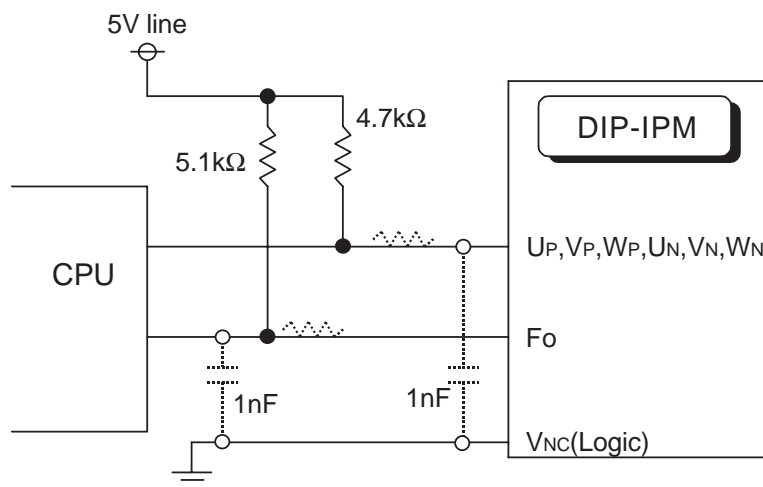 5V line
4.7kΩ
5.1kΩ
DIP-IPM
CPU
UP,VP,WP,UN,VN,WN
Fo
1nF
1nF
VNC(Logic)